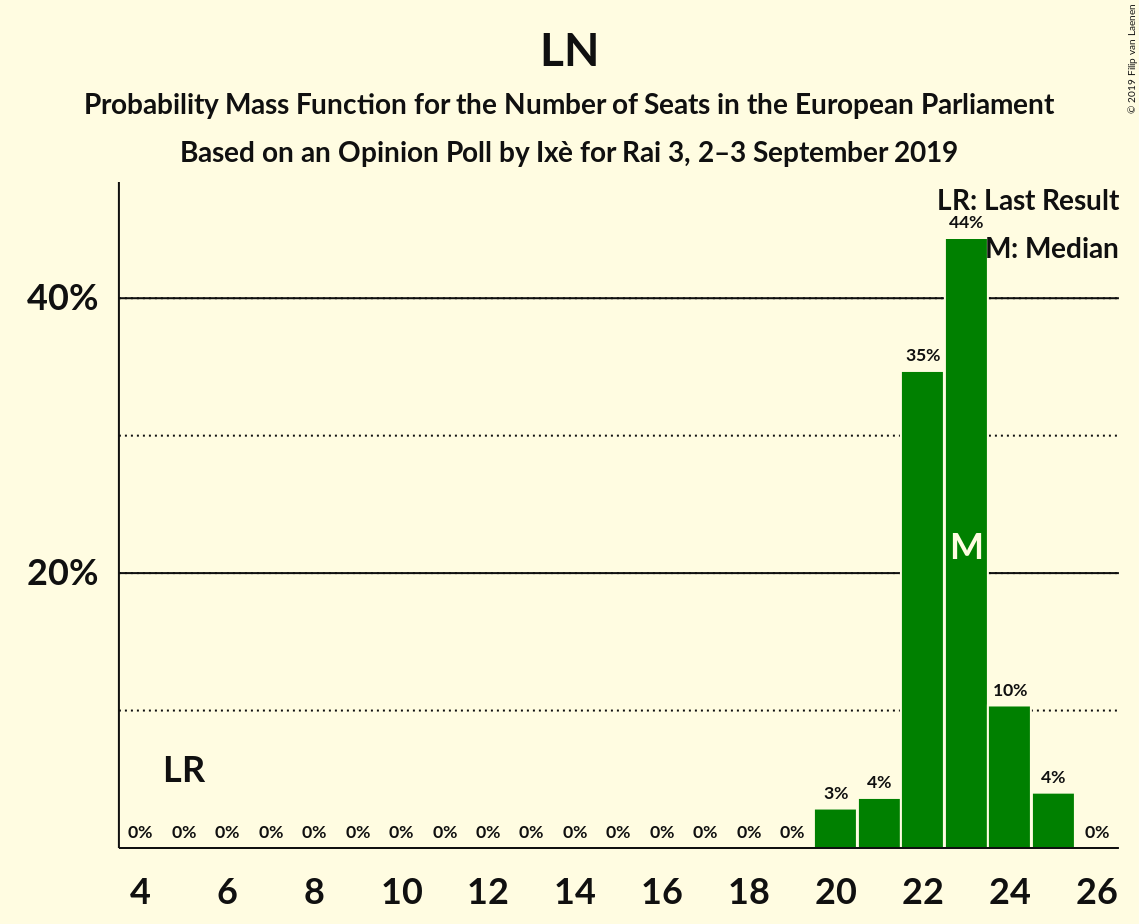 LN
Probability Mass Function for the Number of Seats in the European Parliament
Based on an Opinion Poll by Ixè for Rai 3, 2–3 September 2019
© 2019 Filip van Laenen
LR: Last Result
M: Median
44%
40%
35%
M
20%
10%
LR
3% 4% 4%
0% 0% 0% 0% 0% 0% 0% 0% 0% 0% 0% 0% 0% 0% 0% 0% 0%
4 6 8 10 12 14 16 18 20 22 24 26